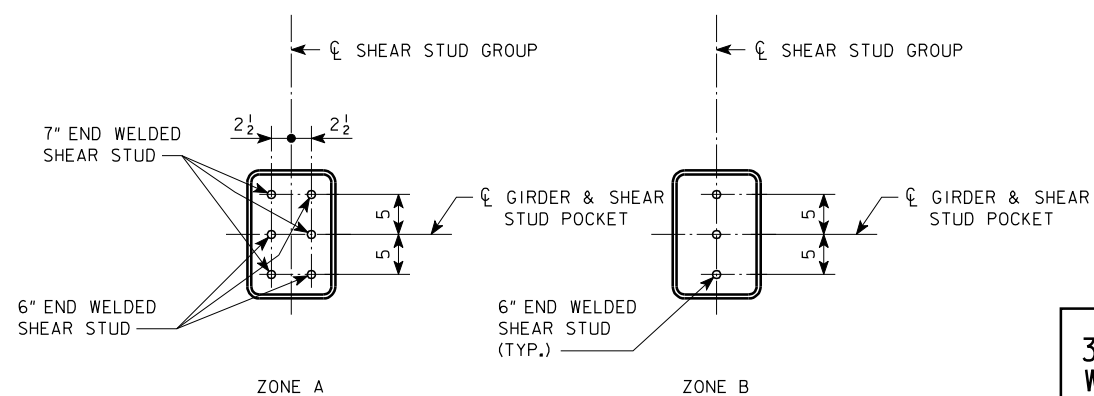 ℄ SHEAR STUD GROUP
℄ SHEAR STUD GROUP
7" END WELDED
SHEAR STUD
2½
2½
5
5
℄ GIRDER & SHEAR
STUD POCKET
5
5
℄ GIRDER & SHEAR
STUD POCKET
6" END WELDED
SHEAR STUD
6" END WELDED
SHEAR STUD
(TYP.)
ZONE A
ZONE B
3